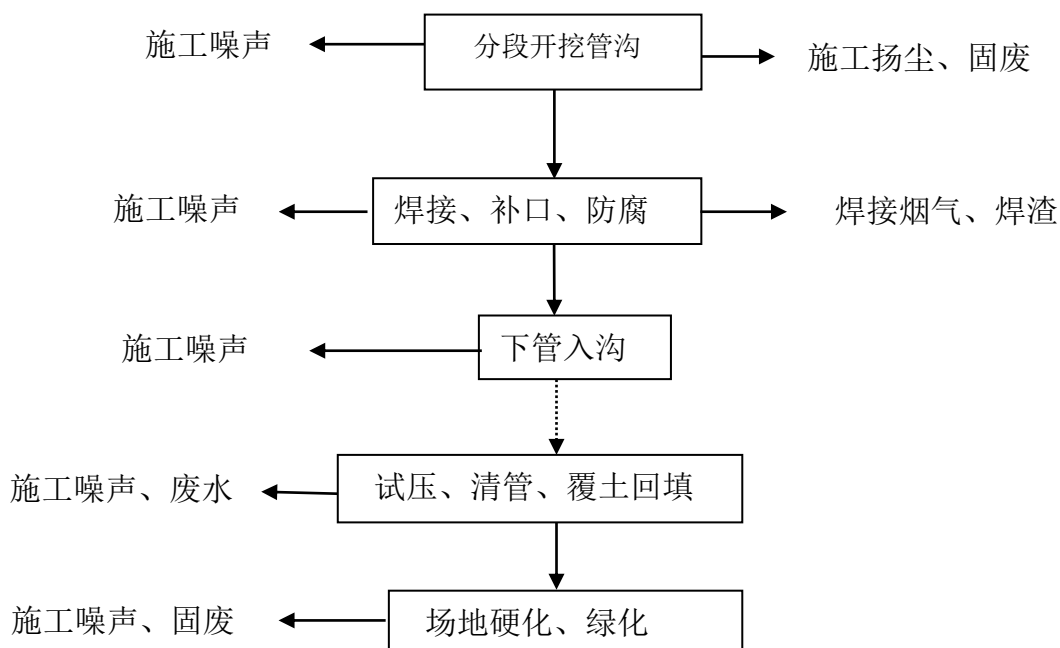 施工噪声
分段开挖管沟
施工扬尘、固废
施工噪声
焊接、补口、防腐
焊接烟气、焊渣
施工噪声
下管入沟
施工噪声、废水
试压、清管、覆土回填
施工噪声、固废
场地硬化、绿化